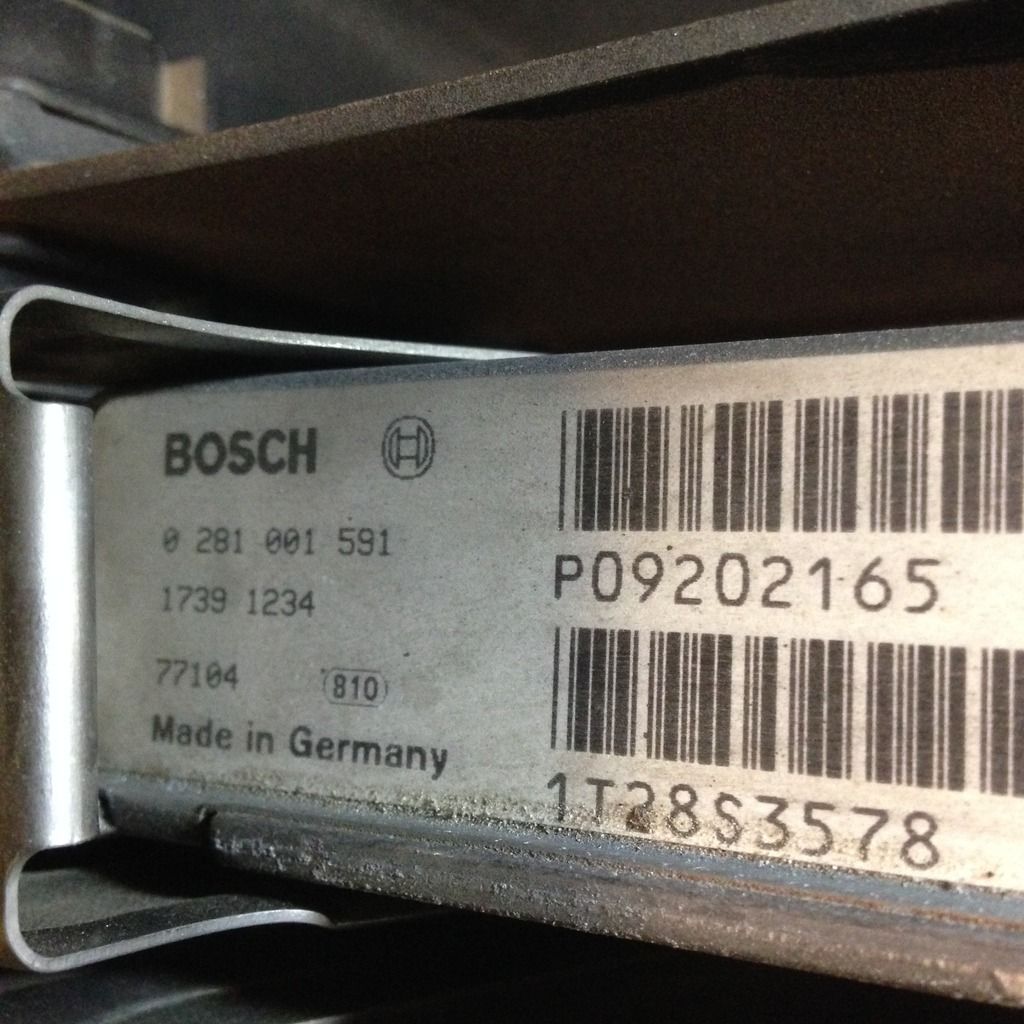 BOSCH
0 281 001 591
1739 1234
77104 810
Made in Germany
P09202165
1T28S3578